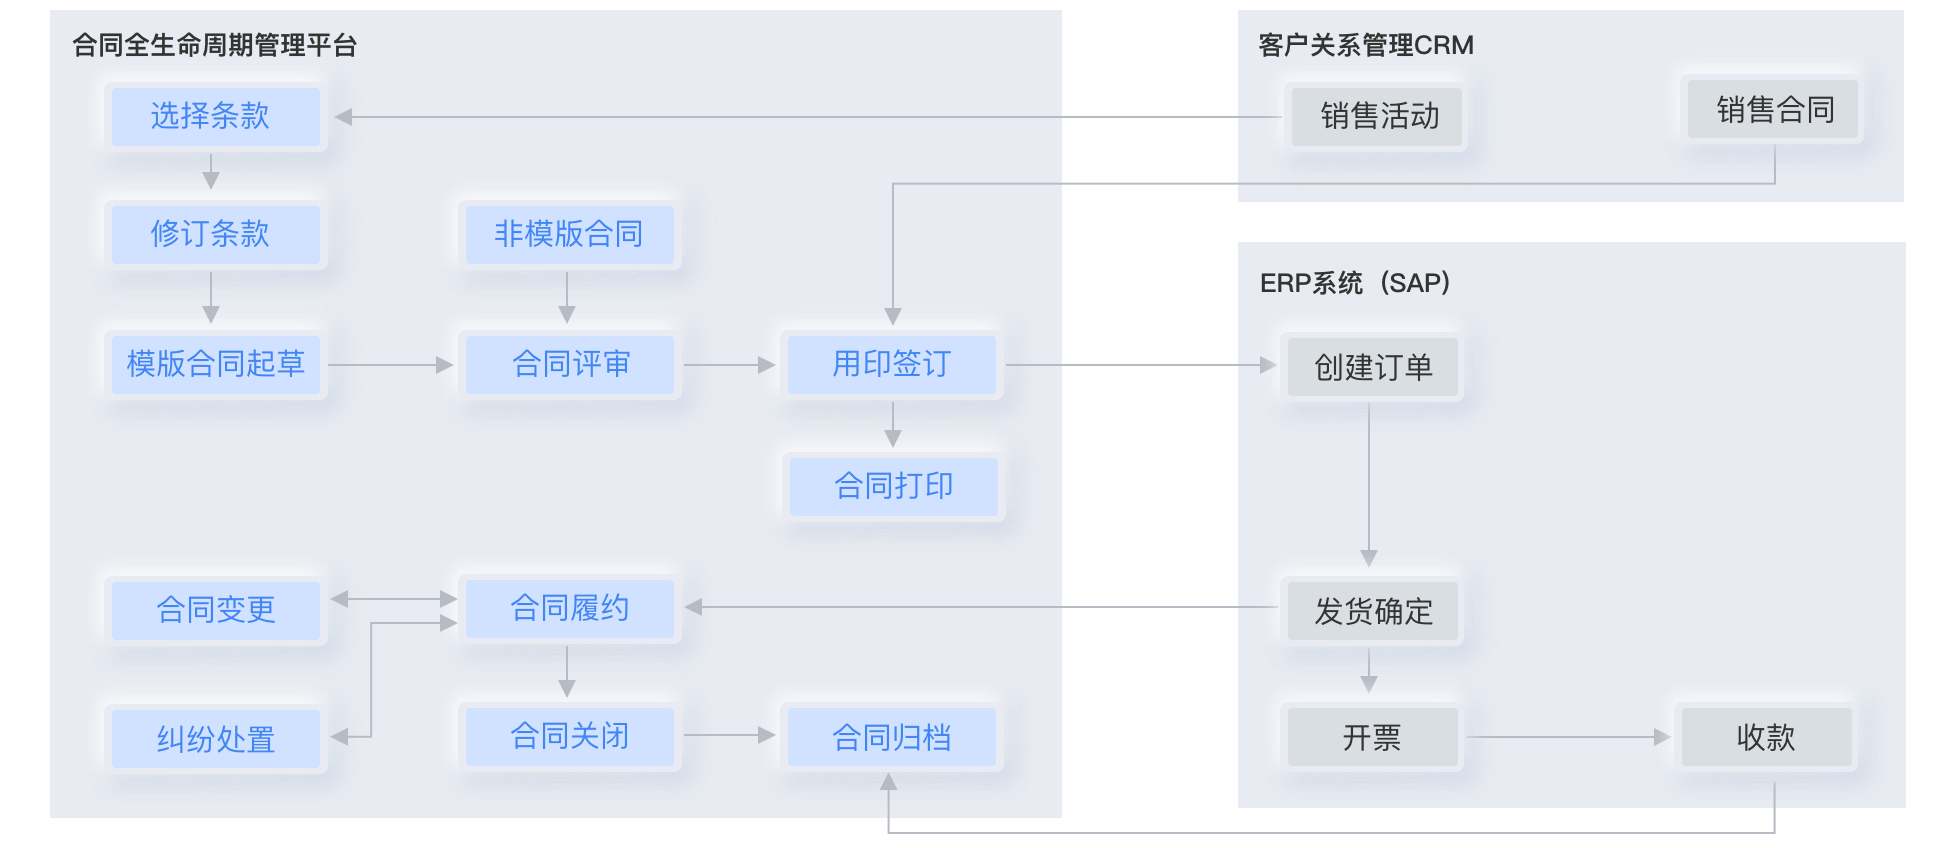 合同全生命周期管理平台
选择条款
修订条款
非模版合同
模版合同起草
合同评审
用印签订
合同打印
合同变更
合同履约
纠纷处置
合同关闭
合同归档
客户关系管理CRM
销售活动
销售合同
ERP系统（SAP）
创建订单
发货确定
开票
收款